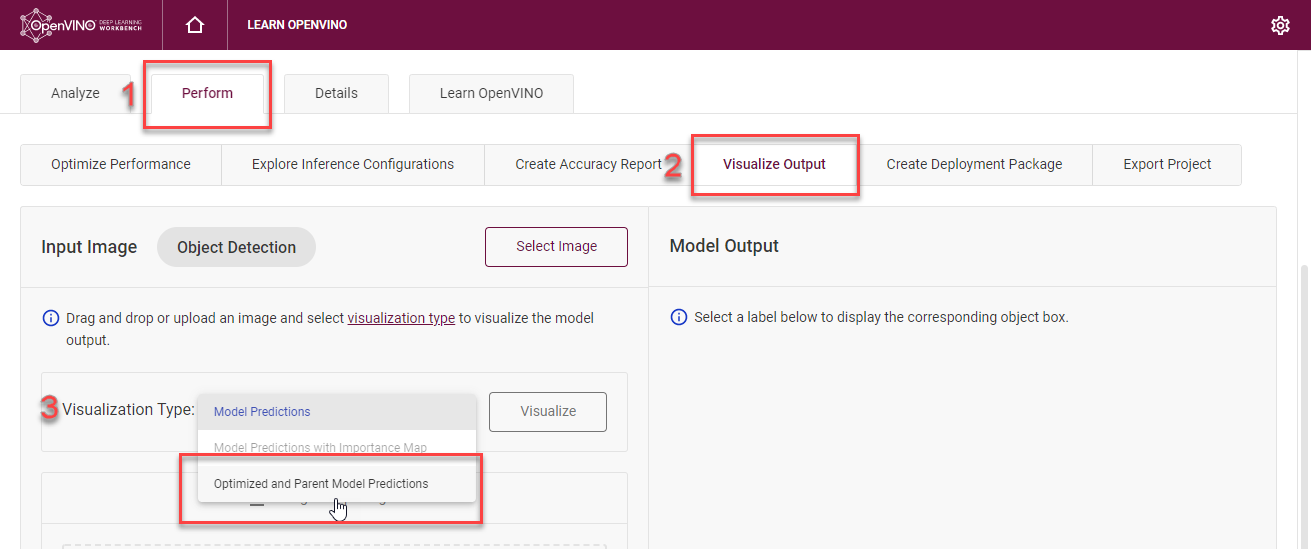 OpenVINO DEEP LEARNING WORKBENCH
LEARN OPENVINO
Analyze
1
Perform
Details
Learn OpenVINO
Optimize Performance
Explore Inference Configurations
Create Accuracy Report
2
Visualize Output
Create Deployment Package
Export Project
Input Image
Object Detection
Select Image
Model Output
Drag and drop or upload an image and select visualization type to visualize the model
output.
Select a label below to display the corresponding object box.
3
Visualization Type:
Model Predictions
Visualize
Model Predictions with Importance Map
Optimized and Parent Model Predictions